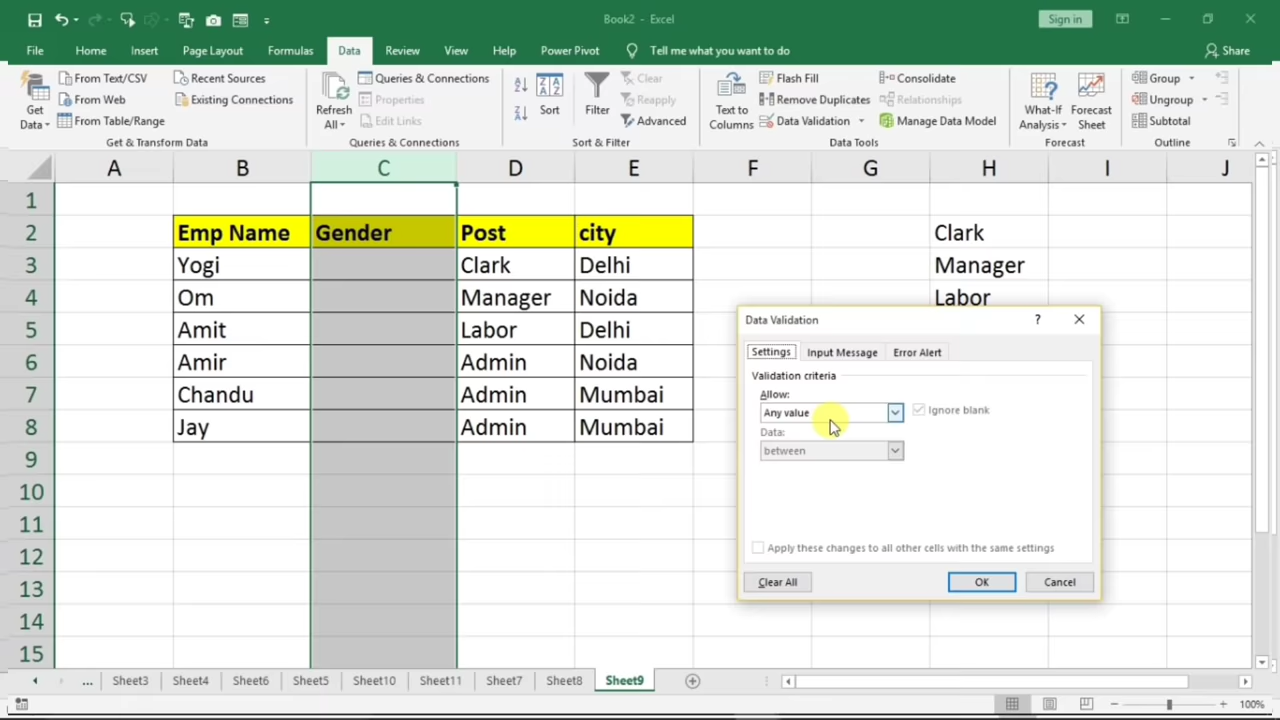 Book2 - Excel
Sign in
File Home Insert Page Layout Formulas Data Review View Help Power Pivot Tell me what you want to do Share
Get Data
From Text/CSV
From Web
From Table/Range
Recent Sources
Existing Connections
Get & Transform Data
Refresh All
Queries & Connections
Properties
Edit Links
Queries & Connections
Sort
Filter
Clear
Reapply
Advanced
Sort & Filter
Text to Columns
Flash Fill
Remove Duplicates
Data Validation
Consolidate
Relationships
Manage Data Model
Data Tools
What-If Analysis
Forecast Sheet
Forecast
Group
Ungroup
Subtotal
Outline
A B C D E F G H I J
1
2 Emp Name Gender Post city Clark
3 Yogi Clark Delhi Manager
4 Om Manager Noida Labor
5 Amit Labor Delhi
6 Amir Admin Noida
7 Chandu Admin Mumbai
8 Jay Admin Mumbai
9
10
11
12
13
14
15
Data Validation ?
Settings Input Message Error Alert
Validation criteria
Allow:
Any value Ignore blank
Data:
between
Apply these changes to all other cells with the same settings
Clear All OK Cancel
... Sheet3 Sheet4 Sheet6 Sheet5 Sheet10 Sheet11 Sheet7 Sheet8 Sheet9
100%